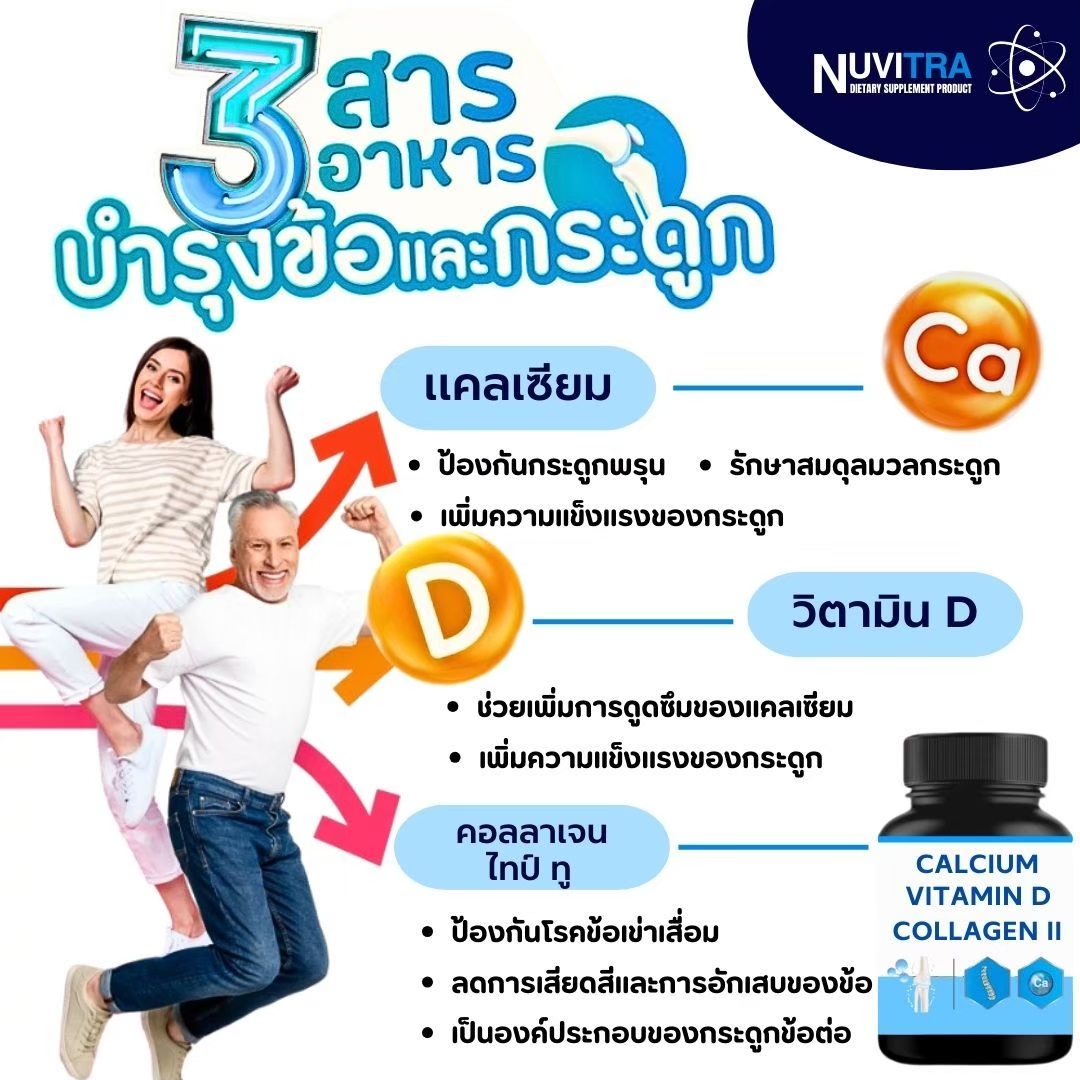 3 สาร
อาหาร
บำรุงข้อและกระดูก
NUVITRA
DIETARY SUPPLEMENT PRODUCT
Ca
แคลเซียม
• ป้องกันกระดูกพรุน • รักษาสมดุลมวลกระดูก
• เพิ่มความแข็งแรงของกระดูก
D
วิตามิน D
• ช่วยเพิ่มการดูดซึมของแคลเซียม
• เพิ่มความแข็งแรงของกระดูก
คอลลาเจน
ไทป์ ทู
• ป้องกันโรคข้อเข่าเสื่อม
• ลดการเสียดสีและการอักเสบของข้อ
• เป็นองค์ประกอบของกระดูกข้อต่อ
CALCIUM
VITAMIN D
COLLAGEN II
Ca